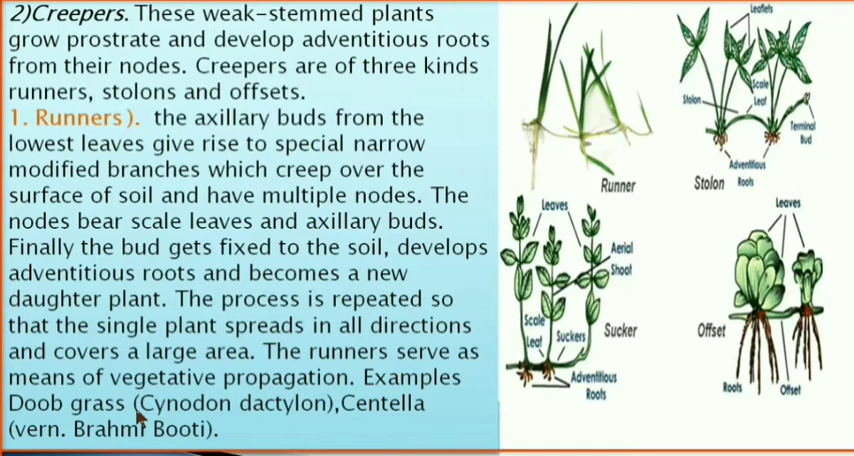 2)Creepers. These weak-stemmed plants
grow prostrate and develop adventitious roots
from their nodes. Creepers are of three kinds
runners, stolons and offsets.
1. Runners). the axillary buds from the
lowest leaves give rise to special narrow
modified branches which creep over the
surface of soil and have multiple nodes. The
nodes bear scale leaves and axillary buds.
Finally the bud gets fixed to the soil, develops
adventitious roots and becomes a new
daughter plant. The process is repeated so
that the single plant spreads in all directions
and covers a large area. The runners serve as
means of vegetative propagation. Examples
Doob grass (Cynodon dactylon),Centella
(vern. Brahmi Booti).
Runner
Leaflets
Scale
Leaf
Stolon
Terminal
Bud
Adventitious
Roots
Stolon
Leaves
Aerial
Shoot
Scale
Leaf
Suckers
Sucker
Adventitious
Roots
Leaves
Offset
Roots
Offset